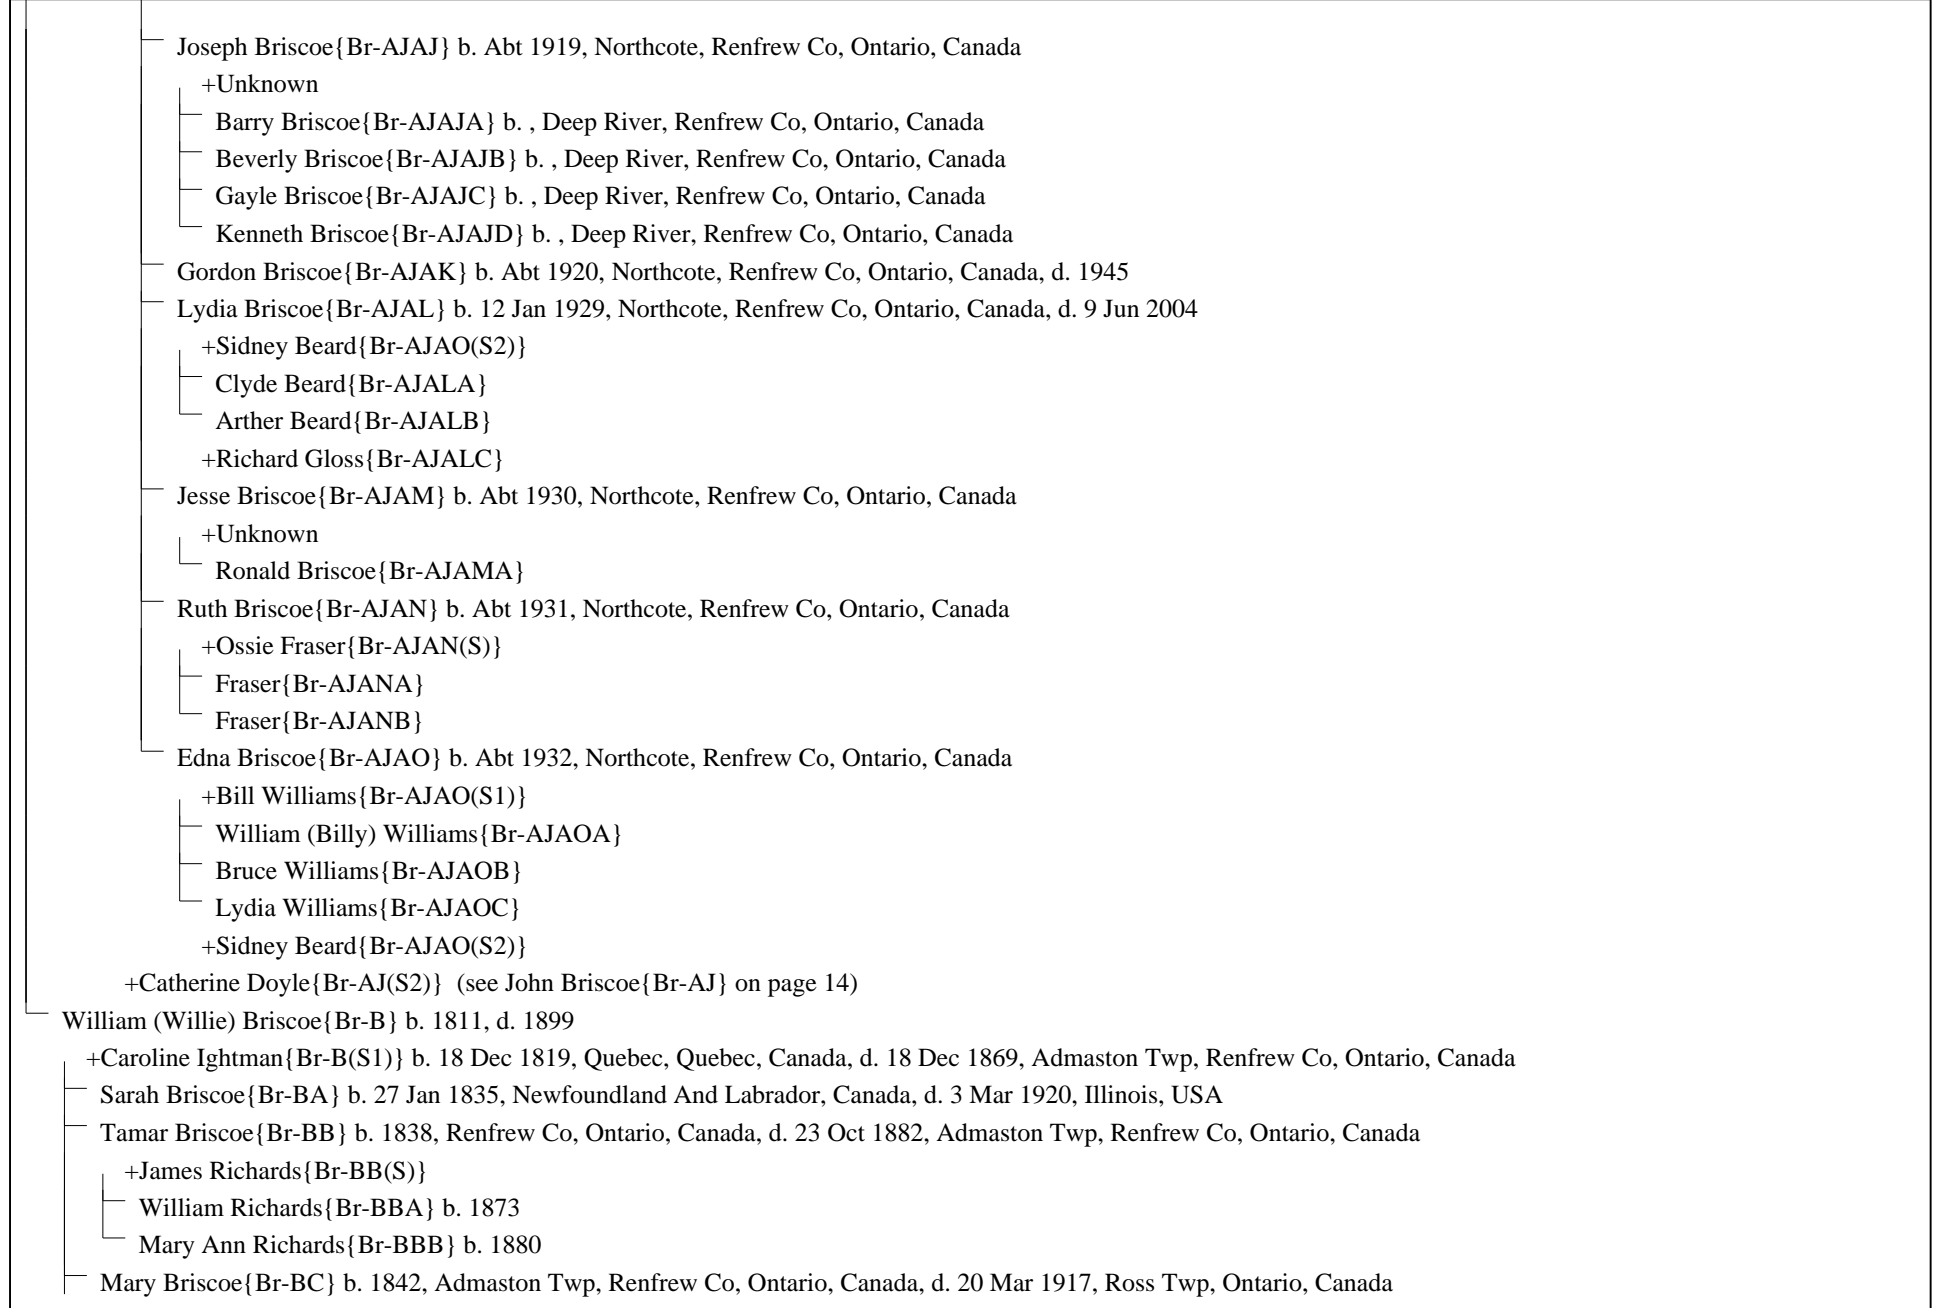 Joseph Briscoe{Br-AJAJ} b. Abt 1919, Northcote, Renfrew Co, Ontario, Canada
+Unknown
Barry Briscoe{Br-AJAJA} b. , Deep River, Renfrew Co, Ontario, Canada
Beverly Briscoe{Br-AJAJB} b. , Deep River, Renfrew Co, Ontario, Canada
Gayle Briscoe{Br-AJAJC} b. , Deep River, Renfrew Co, Ontario, Canada
Kenneth Briscoe{Br-AJAJD} b. , Deep River, Renfrew Co, Ontario, Canada
Gordon Briscoe{Br-AJAK} b. Abt 1920, Northcote, Renfrew Co, Ontario, Canada, d. 1945
Lydia Briscoe{Br-AJAL} b. 12 Jan 1929, Northcote, Renfrew Co, Ontario, Canada, d. 9 Jun 2004
+Sidney Beard{Br-AJAO(S2)}
Clyde Beard{Br-AJALA}
Arther Beard{Br-AJALB}
+Richard Gloss{Br-AJALC}
Jesse Briscoe{Br-AJAM} b. Abt 1930, Northcote, Renfrew Co, Ontario, Canada
+Unknown
Ronald Briscoe{Br-AJAMA}
Ruth Briscoe{Br-AJAN} b. Abt 1931, Northcote, Renfrew Co, Ontario, Canada
+Ossie Fraser{Br-AJAN(S)}
Fraser{Br-AJANA}
Fraser{Br-AJANB}
Edna Briscoe{Br-AJAO} b. Abt 1932, Northcote, Renfrew Co, Ontario, Canada
+Bill Williams{Br-AJAO(S1)}
William (Billy) Williams{Br-AJAOA}
Bruce Williams{Br-AJAOB}
Lydia Williams{Br-AJAOC}
+Sidney Beard{Br-AJAO(S2)}
+Catherine Doyle{Br-AJ(S2)} (see John Briscoe{Br-AJ} on page 14)
William (Willie) Briscoe{Br-B} b. 1811, d. 1899
+Caroline Ightman{Br-B(S1)} b. 18 Dec 1819, Quebec, Quebec, Canada, d. 18 Dec 1869, Admaston Twp, Renfrew Co, Ontario, Canada
Sarah Briscoe{Br-BA} b. 27 Jan 1835, Newfoundland And Labrador, Canada, d. 3 Mar 1920, Illinois, USA
Tamar Briscoe{Br-BB} b. 1838, Renfrew Co, Ontario, Canada, d. 23 Oct 1882, Admaston Twp, Renfrew Co, Ontario, Canada
+James Richards{Br-BB(S)}
William Richards{Br-BBA} b. 1873
Mary Ann Richards{Br-BBB} b. 1880
Mary Briscoe{Br-BC} b. 1842, Admaston Twp, Renfrew Co, Ontario, Canada, d. 20 Mar 1917, Ross Twp, Ontario, Canada